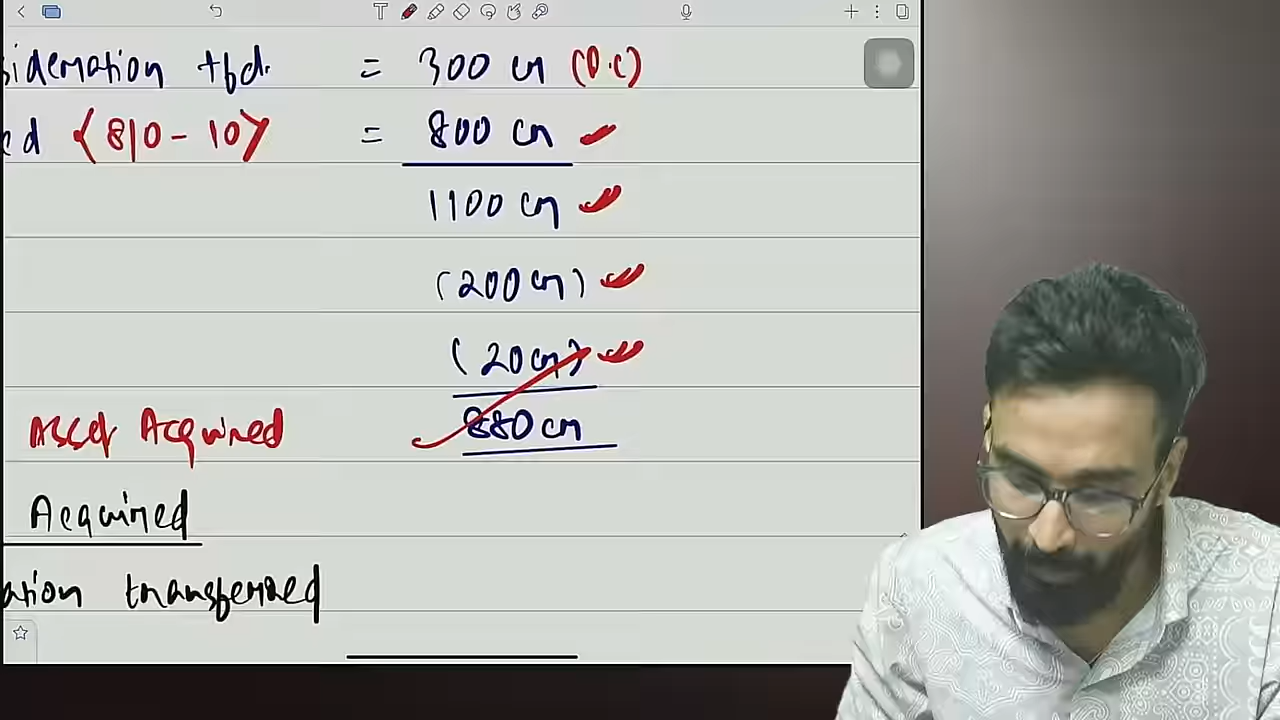 sideration tfd. = 300 cr (D.C)
ed {810 - 10} = 800 cr
1100 cr
(200 cr)
(20 cr)
Asset Acquired 880 cr
Acquired
ation transferred